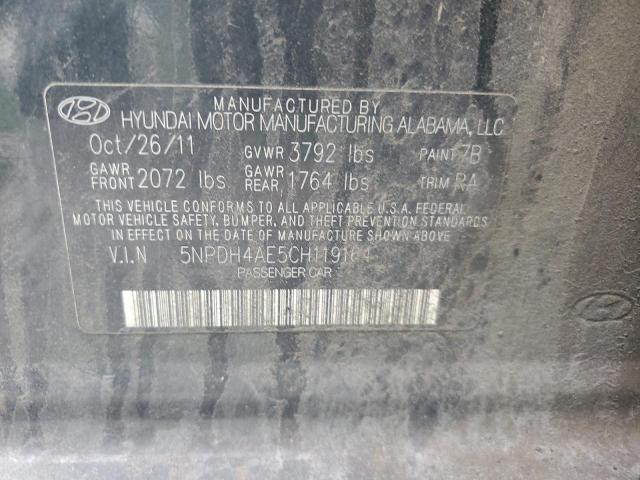 MANUFACTURED BY
HYUNDAI MOTOR MANUFACTURING ALABAMA, LLC
Oct/26/11 GVWR 3792 lbs PAINT 7B
GAWR FRONT 2072 lbs GAWR REAR 1764 lbs TRIM RA
THIS VEHICLE CONFORMS TO ALL APPLICABLE U.S.A. FEDERAL
MOTOR VEHICLE SAFETY, BUMPER, AND THEFT PREVENTION STANDARDS
IN EFFECT ON THE DATE OF MANUFACTURE SHOWN ABOVE.
V.I.N 5NPDH4AE5CH119164
PASSENGER CAR